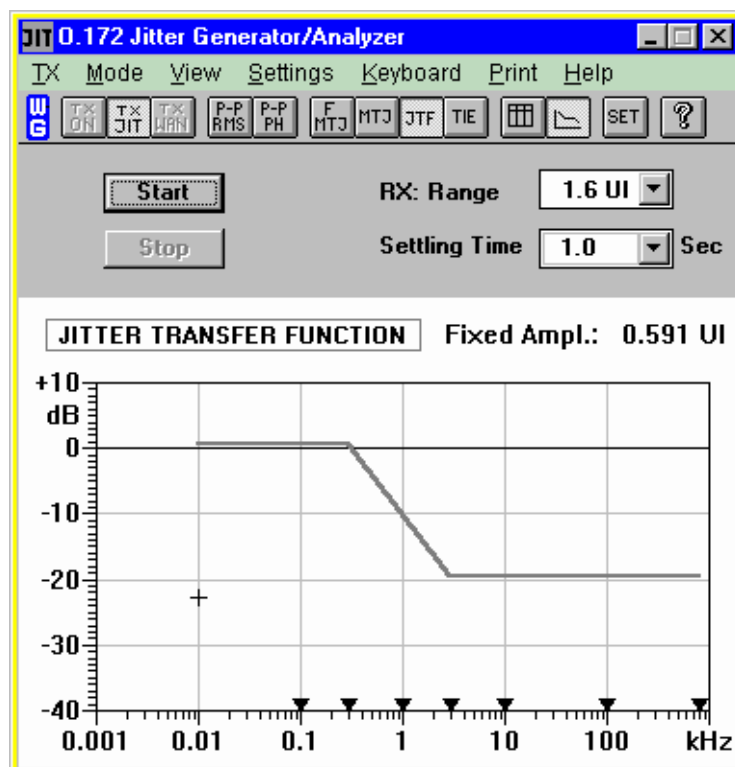 JIT O.172 Jitter Generator/Analyzer
TX Mode View Settings Keyboard Print Help
WG TX ON TX JIT TX WAN P-P RMS P-P PH F MTJ MTJ JTF TIE SET ?
Start RX: Range 1.6 UI
Stop Settling Time 1.0 Sec
JITTER TRANSFER FUNCTION Fixed Ampl.: 0.591 UI
+10
dB
0
-10
-20
-30
-40
0.001 0.01 0.1 1 10 100 kHz